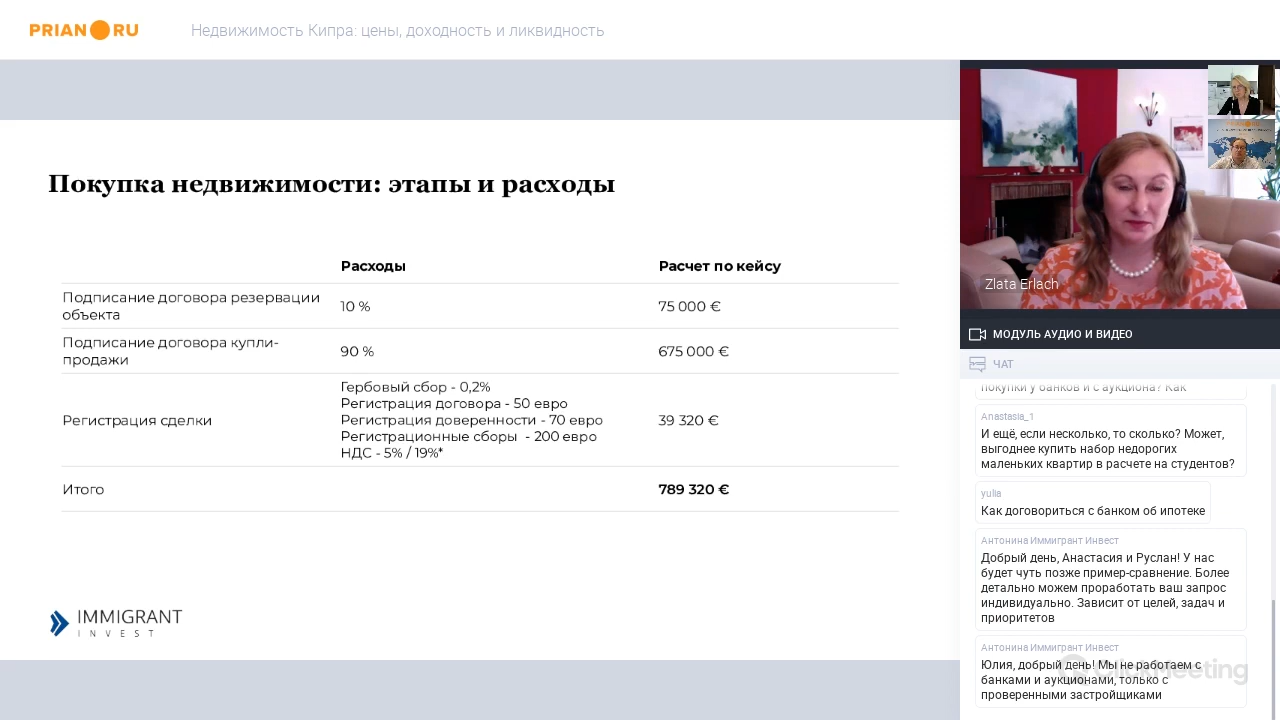 PRIAN RU
Недвижимость Кипра: цены, доходность и ликвидность
Покупка недвижимости: этапы и расходы
Расходы
Расчет по кейсу
Подписание договора резервации
объекта
10 %
75 000 €
Подписание договора купли-
продажи
90 %
675 000 €
Регистрация сделки
Гербовый сбор - 0,2%
Регистрация договора - 50 евро
Регистрация доверенности - 70 евро
Регистрационные сборы - 200 евро
НДС - 5% / 19%*
39 320 €
Итого
789 320 €
IMMIGRANT
INVEST
Zlata Erlach
МОДУЛЬ АУДИО И ВИДЕО
ЧАТ
покупки у банков и с аукциона? Как
Anastasia_1
И ещё, если несколько, то сколько? Может,
выгоднее купить набор недорогих
маленьких квартир в расчете на студентов?
yulia
Как договориться с банком об ипотеке
Антонина Иммигрант Инвест
Добрый день, Анастасия и Руслан! У нас
будет чуть позже пример-сравнение. Более
детально можем проработать ваш запрос
индивидуально. Зависит от целей, задач и
приоритетов
Антонина Иммигрант Инвест
Юлия, добрый день! Мы не работаем с
банками и аукционами, только с
проверенными застройщиками
ClickMeeting